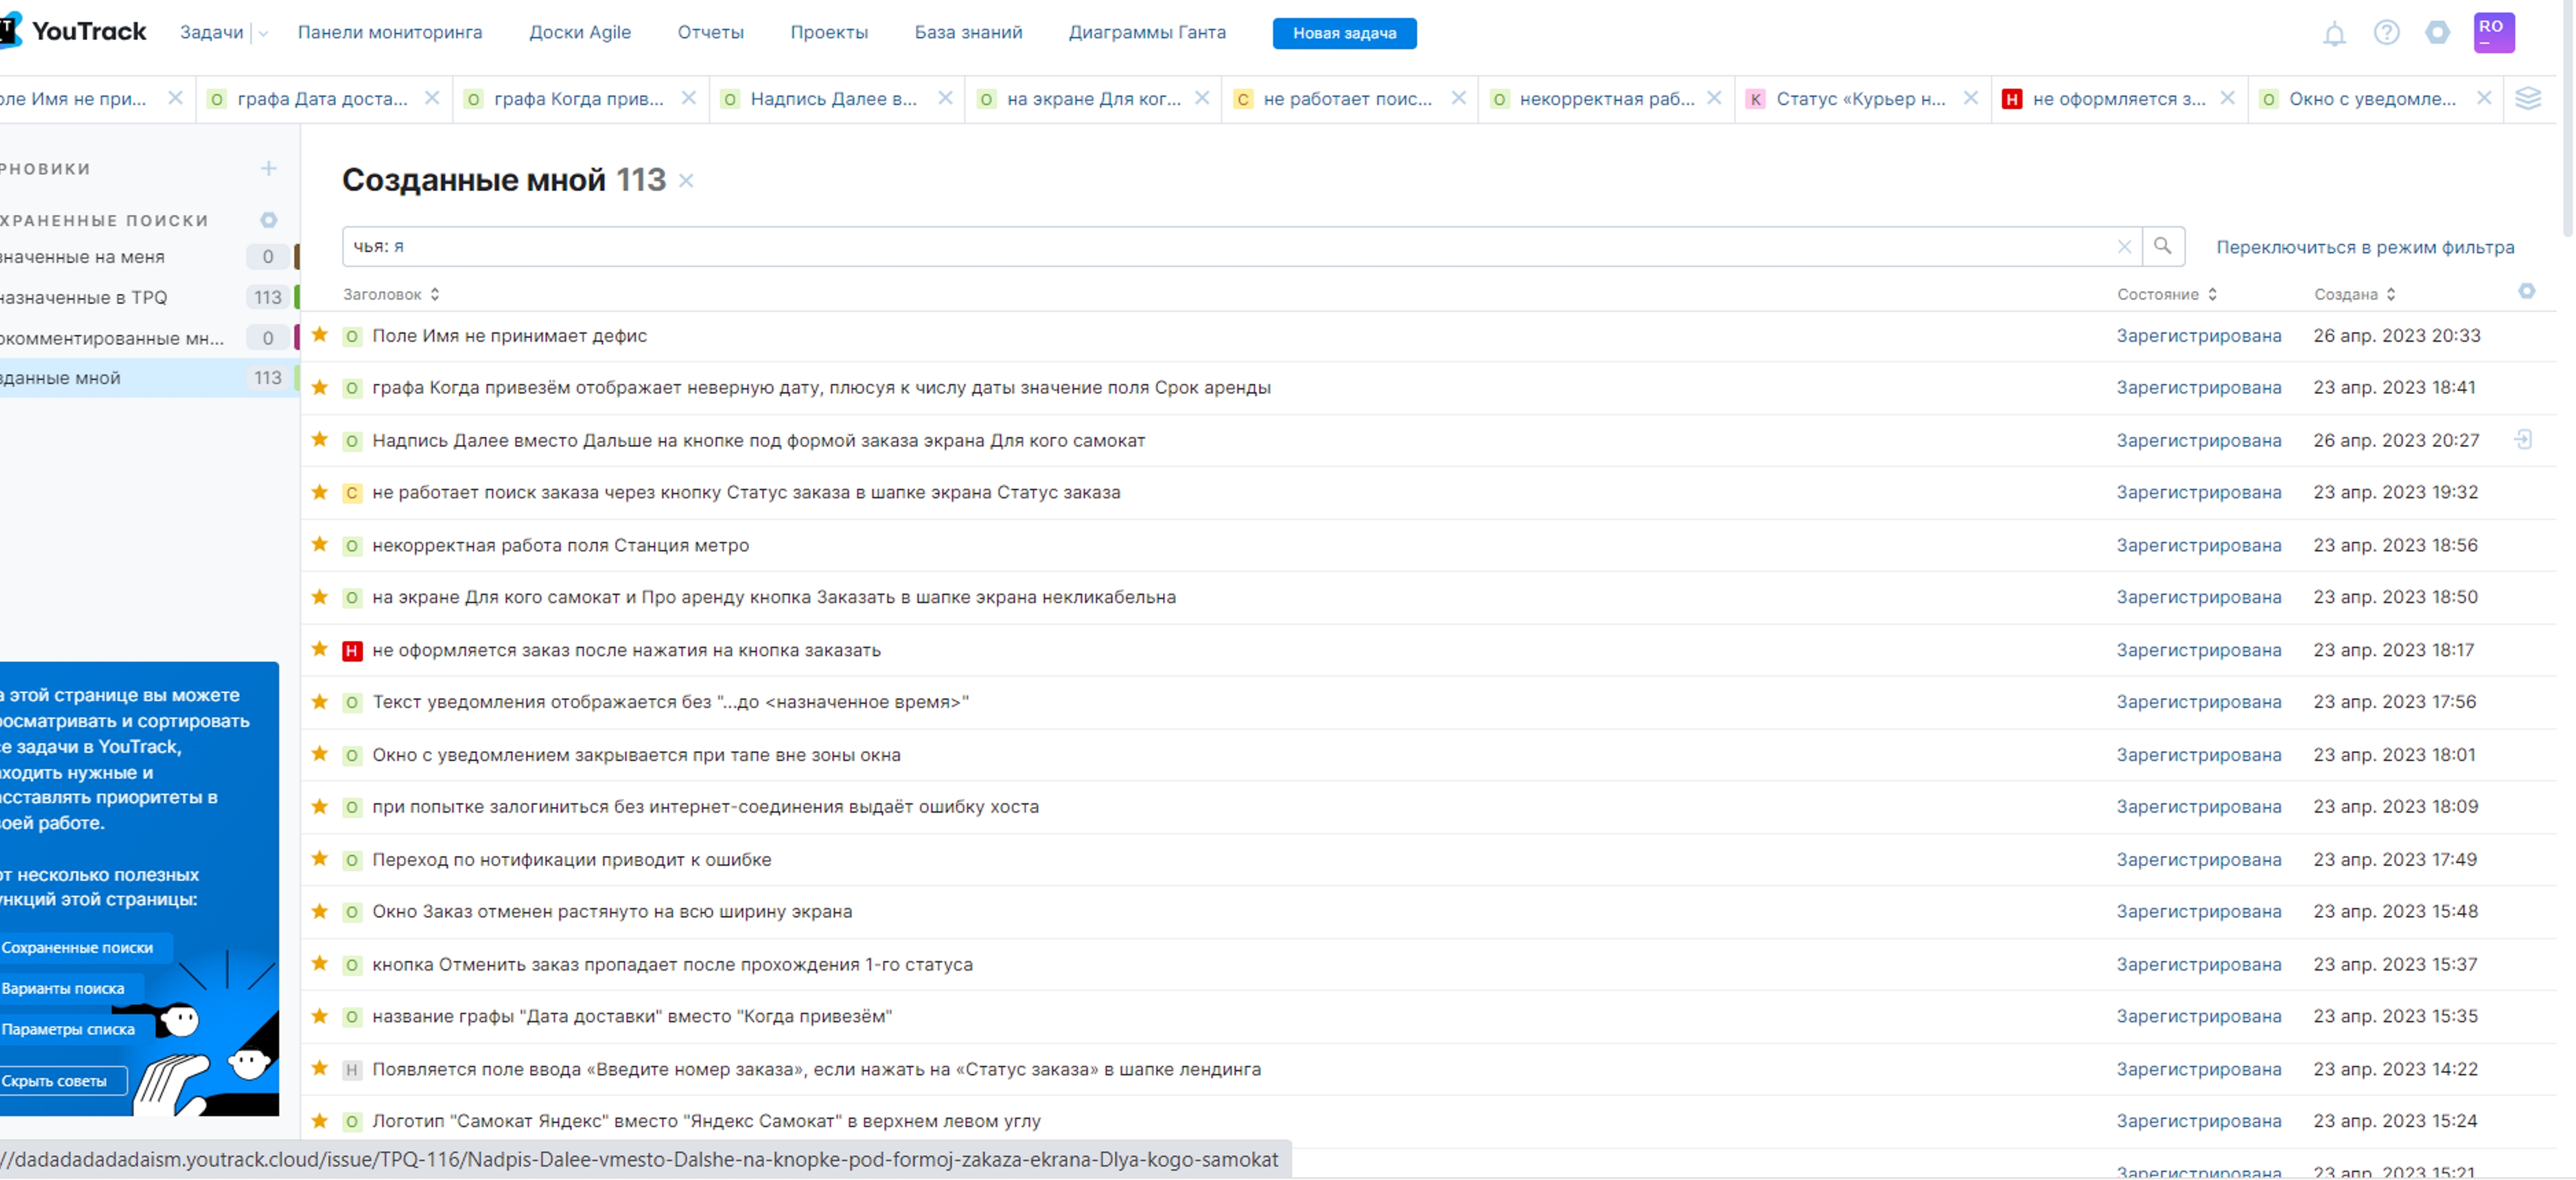 YouTrack Задачи Панели мониторинга Доски Agile Отчеты Проекты База знаний Диаграммы Ганта Новая задача RO
оле Имя не при... графа Дата доста... графа Когда прив... Надпись Далее в... на экране Для ког... не работает поис... некорректная раб... Статус «Курьер н... не оформляется з... Окно с уведомле...
РНОВИКИ
ХРАНЕННЫЕ ПОИСКИ
значенные на меня 0
назначенные в TPQ 113
окомментированные мн... 0
зданные мной 113
а этой странице вы можете
росматривать и сортировать
се задачи в YouTrack,
аходить нужные и
асставлять приоритеты в
воей работе.
от несколько полезных
ункций этой страницы:
Сохраненные поиски
Варианты поиска
Параметры списка
Скрыть советы
Созданные мной 113
чья: я
Переключиться в режим фильтра
Заголовок Состояние Создана
О Поле Имя не принимает дефис Зарегистрирована 26 апр. 2023 20:33
О графа Когда привезём отображает неверную дату, плюсуя к числу даты значение поля Срок аренды Зарегистрирована 23 апр. 2023 18:41
О Надпись Далее вместо Дальше на кнопке под формой заказа экрана Для кого самокат Зарегистрирована 26 апр. 2023 20:27
С не работает поиск заказа через кнопку Статус заказа в шапке экрана Статус заказа Зарегистрирована 23 апр. 2023 19:32
О некорректная работа поля Станция метро Зарегистрирована 23 апр. 2023 18:56
О на экране Для кого самокат и Про аренду кнопка Заказать в шапке экрана некликабельна Зарегистрирована 23 апр. 2023 18:50
Н не оформляется заказ после нажатия на кнопка заказать Зарегистрирована 23 апр. 2023 18:17
О Текст уведомления отображается без "...до <назначенное время>" Зарегистрирована 23 апр. 2023 17:56
О Окно с уведомлением закрывается при тапе вне зоны окна Зарегистрирована 23 апр. 2023 18:01
О при попытке залогиниться без интернет-соединения выдаёт ошибку хоста Зарегистрирована 23 апр. 2023 18:09
О Переход по нотификации приводит к ошибке Зарегистрирована 23 апр. 2023 17:49
О Окно Заказ отменен растянуто на всю ширину экрана Зарегистрирована 23 апр. 2023 15:48
О кнопка Отменить заказ пропадает после прохождения 1-го статуса Зарегистрирована 23 апр. 2023 15:37
О название графы "Дата доставки" вместо "Когда привезём" Зарегистрирована 23 апр. 2023 15:35
Н Появляется поле ввода «Введите номер заказа», если нажать на «Статус заказа» в шапке лендинга Зарегистрирована 23 апр. 2023 14:22
О Логотип "Самокат Яндекс" вместо "Яндекс Самокат" в верхнем левом углу Зарегистрирована 23 апр. 2023 15:24
Зарегистрирована 23 апр. 2023 15:21
//dadadadadadaism.youtrack.cloud/issue/TPQ-116/Nadpis-Dalee-vmesto-Dalshe-na-knopke-pod-formoj-zakaza-ekrana-Dlya-kogo-samokat